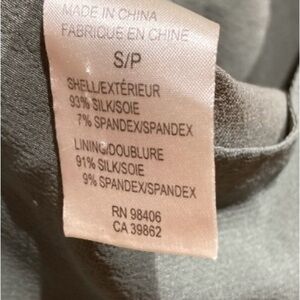 MADE IN CHINA
FABRIQUE EN CHINE
S/P
SHELL/EXTÉRIEUR
93% SILK/SOIE
7% SPANDEX/SPANDEX
LINING/DOUBLURE
91% SILK/SOIE
9% SPANDEX/SPANDEX
RN 98406
CA 39862